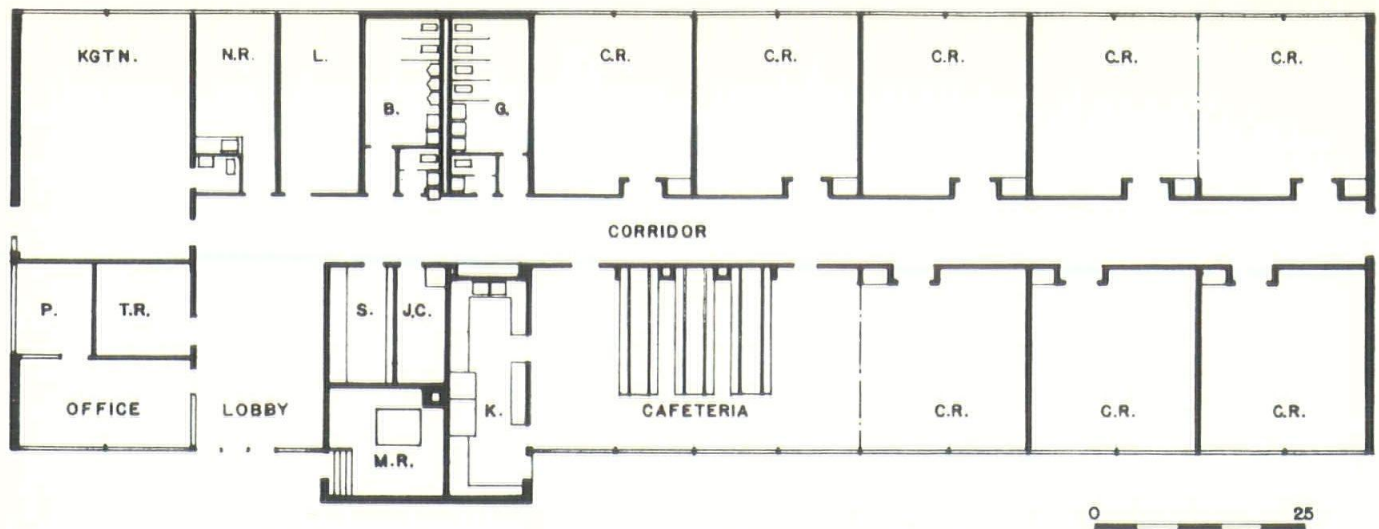 KGTN. N.R. L. B. G. C.R. C.R. C.R. C.R. C.R.
CORRIDOR
P. T.R. S. J.C.
OFFICE LOBBY M.R. K. CAFETERIA C.R. C.R. C.R.
0 25